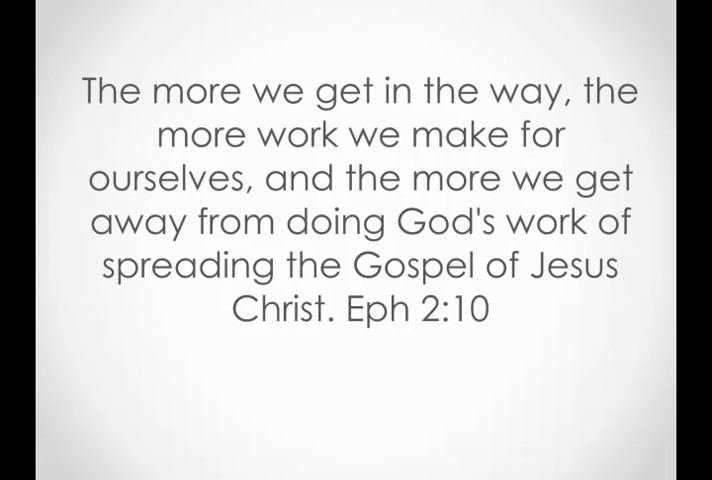 The more we get in the way, the
more work we make for
ourselves, and the more we get
away from doing God's work of
spreading the Gospel of Jesus
Christ. Eph 2:10